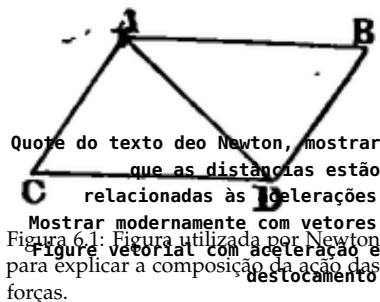 A
B
Quote do texto deo Newton, mostrar
que as distâncias estão
relacionadas às acelerações
C
D
Mostrar modernamente com vetores
Figura 6.1: Figura utilizada por Newton
Figure vetorial com aceleração e
para explicar a composição da ação das
deslocamento
forças.